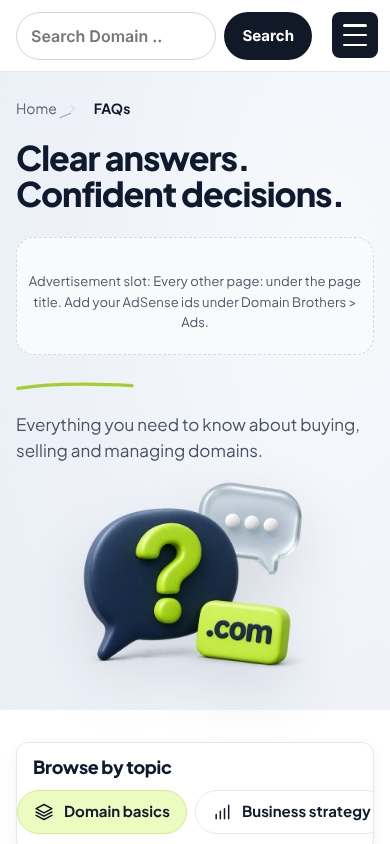 Search Domain ..
Search
Home
FAQs
Clear answers.
Confident decisions.
Advertisement slot: Every other page: under the page
title. Add your AdSense ids under Domain Brothers >
Ads.
Everything you need to know about buying,
selling and managing domains.
?
.com
Browse by topic
Domain basics
Business strategy